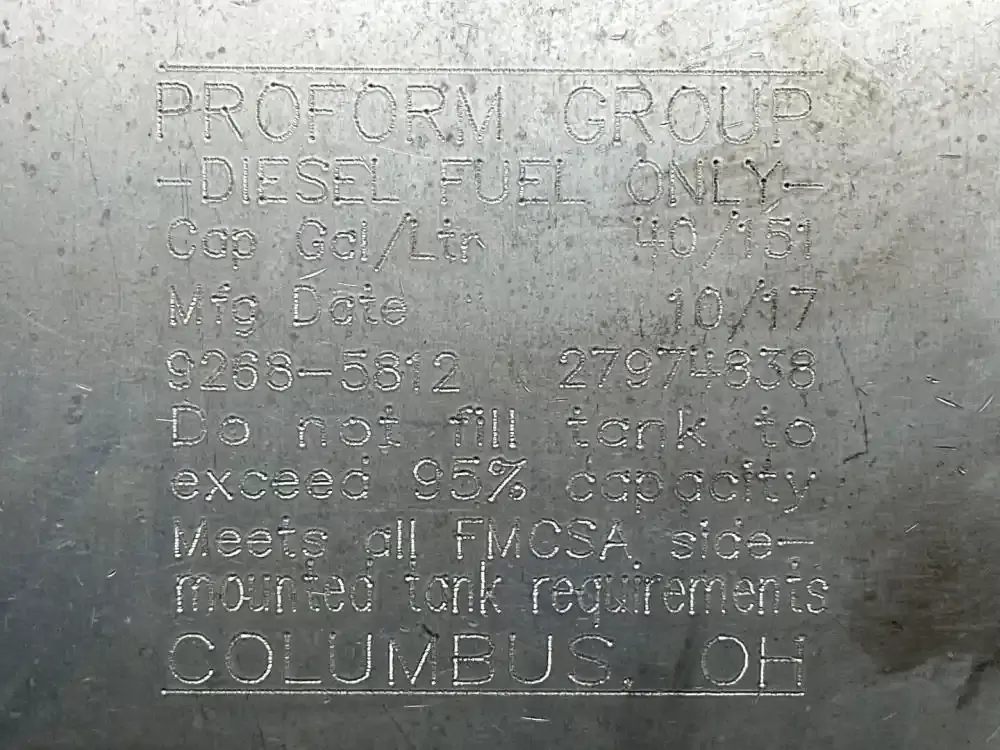 PROFORM GROUP
-DIESEL FUEL ONLY-
Cap Gal/Ltr 40/151
Mfg Date 10/17
9268-5812 27974838
Do not fill tank to
exceed 95% capacity
Meets all FMCSA side-
mounted tank requirements
COLUMBUS, OH